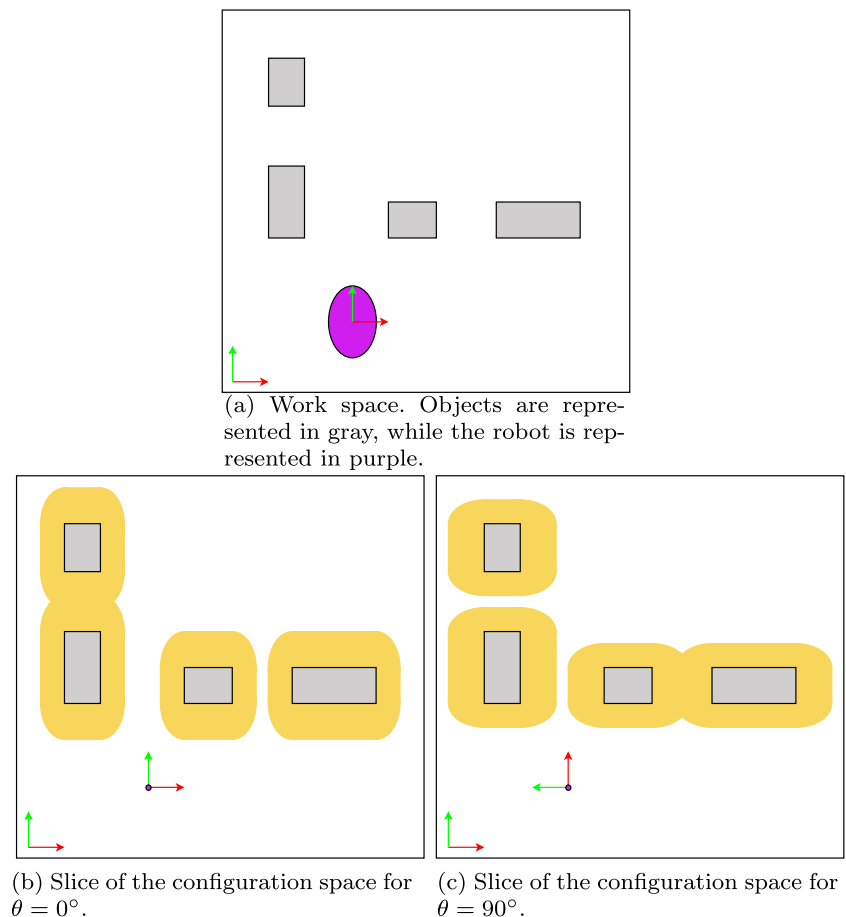 (a) Work space. Objects are repre-
sented in gray, while the robot is rep-
resented in purple.
(b) Slice of the configuration space for
θ = 0°.
(c) Slice of the configuration space for
θ = 90°.